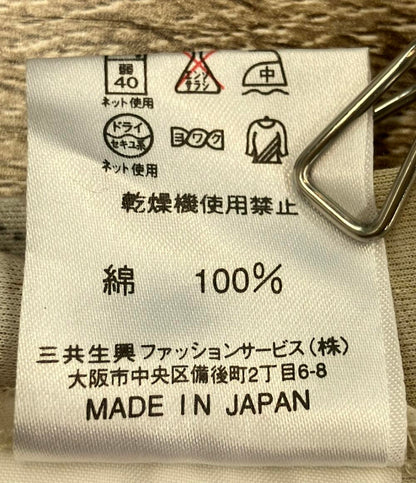 弱 40 エンソ サラシ 中
ネット使用
ドライ セキユ系 ヨワク
ネット使用
乾燥機使用禁止
綿 100%
三共生興ファッションサービス(株)
大阪市中央区備後町2丁目6-8
MADE IN JAPAN